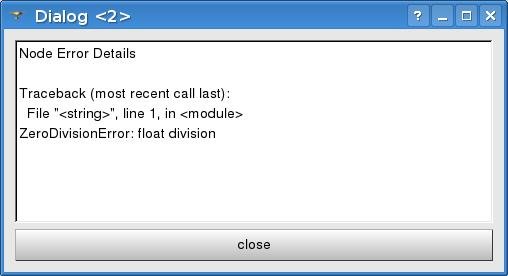 Dialog <2>
Node Error Details
Traceback (most recent call last):
  File "<string>", line 1, in <module>
ZeroDivisionError: float division
close